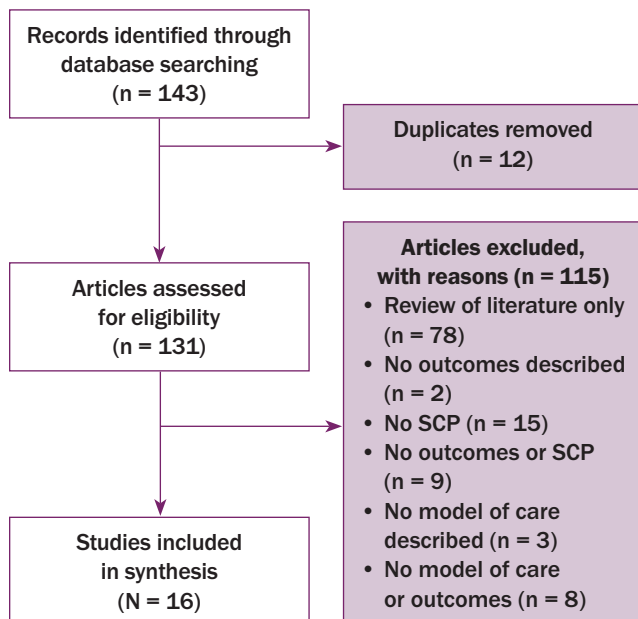 Records identified through
database searching
(n = 143)
Duplicates removed
(n = 12)
Articles assessed
for eligibility
(n = 131)
Articles excluded,
with reasons (n = 115)
• Review of literature only
(n = 78)
• No outcomes described
(n = 2)
• No SCP (n = 15)
• No outcomes or SCP
(n = 9)
• No model of care
described (n = 3)
• No model of care
or outcomes (n = 8)
Studies included
in synthesis
(N = 16)